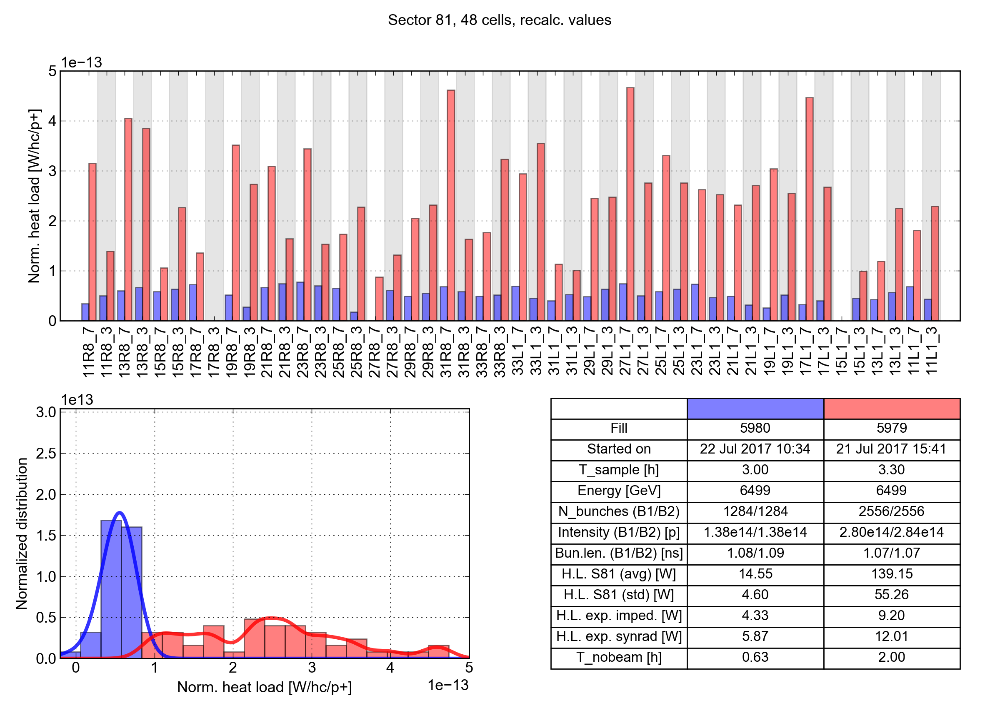 Sector 81, 48 cells, recalc. values
1e−13
5
4
3
2
1
0
Norm. heat load [W/hc/p+]
11R8_7 11R8_3 13R8_7 13R8_3 15R8_7 15R8_3 17R8_7 17R8_3 19R8_7 19R8_3 21R8_7 21R8_3 23R8_7 23R8_3 25R8_7 25R8_3 27R8_7 27R8_3 29R8_7 29R8_3 31R8_7 31R8_3 33R8_7 33R8_3 33L1_7 33L1_3 31L1_7 31L1_3 29L1_7 29L1_3 27L1_7 27L1_3 25L1_7 25L1_3 23L1_7 23L1_3 21L1_7 21L1_3 19L1_7 19L1_3 17L1_7 17L1_3 15L1_7 15L1_3 13L1_7 13L1_3 11L1_7 11L1_3
1e13
3.0
2.5
2.0
1.5
1.0
0.5
0.0
Normalized distribution
0 1 2 3 4 5
1e−13
Norm. heat load [W/hc/p+]
Fill 5980 5979
Started on 22 Jul 2017 10:34 21 Jul 2017 15:41
T_sample [h] 3.00 3.30
Energy [GeV] 6499 6499
N_bunches (B1/B2) 1284/1284 2556/2556
Intensity (B1/B2) [p] 1.38e14/1.38e14 2.80e14/2.84e14
Bun.len. (B1/B2) [ns] 1.08/1.09 1.07/1.07
H.L. S81 (avg) [W] 14.55 139.15
H.L. S81 (std) [W] 4.60 55.26
H.L. exp. imped. [W] 4.33 9.20
H.L. exp. synrad [W] 5.87 12.01
T_nobeam [h] 0.63 2.00